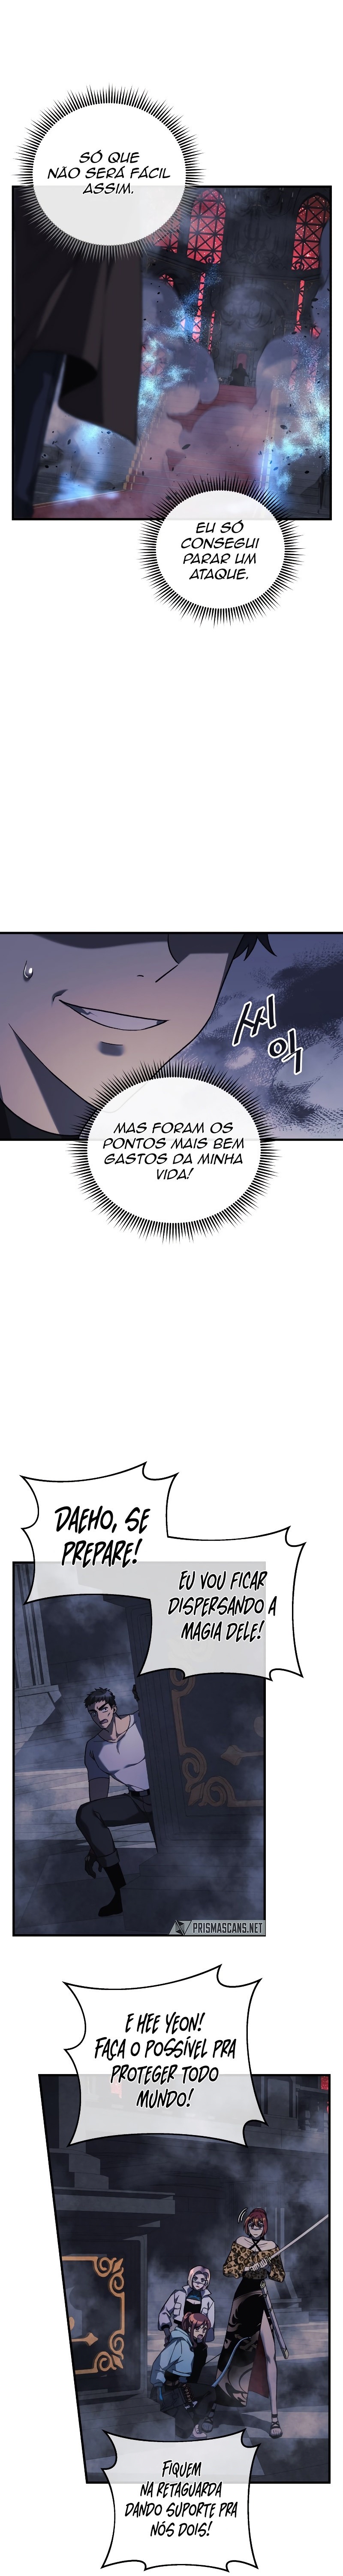 SÓ QUE
NÃO SERÁ FÁCIL
ASSIM.
EU SÓ
CONSEGUI
PARAR UM
ATAQUE.
씨
익
MAS FORAM OS
PONTOS MAIS BEM
GASTOS DA MINHA
VIDA!
DAEHO, SE
PREPARE!
EU VOU FICAR
DISPERSANDO A
MAGIA DELE!
PRISMASCANS.NET
E HEE YEON!
FAÇA O POSSÍVEL PRA
PROTEGER TODO
MUNDO!
FIQUEM
NA RETAGUARDA
DANDO SUPORTE PRA
NÓS DOIS!